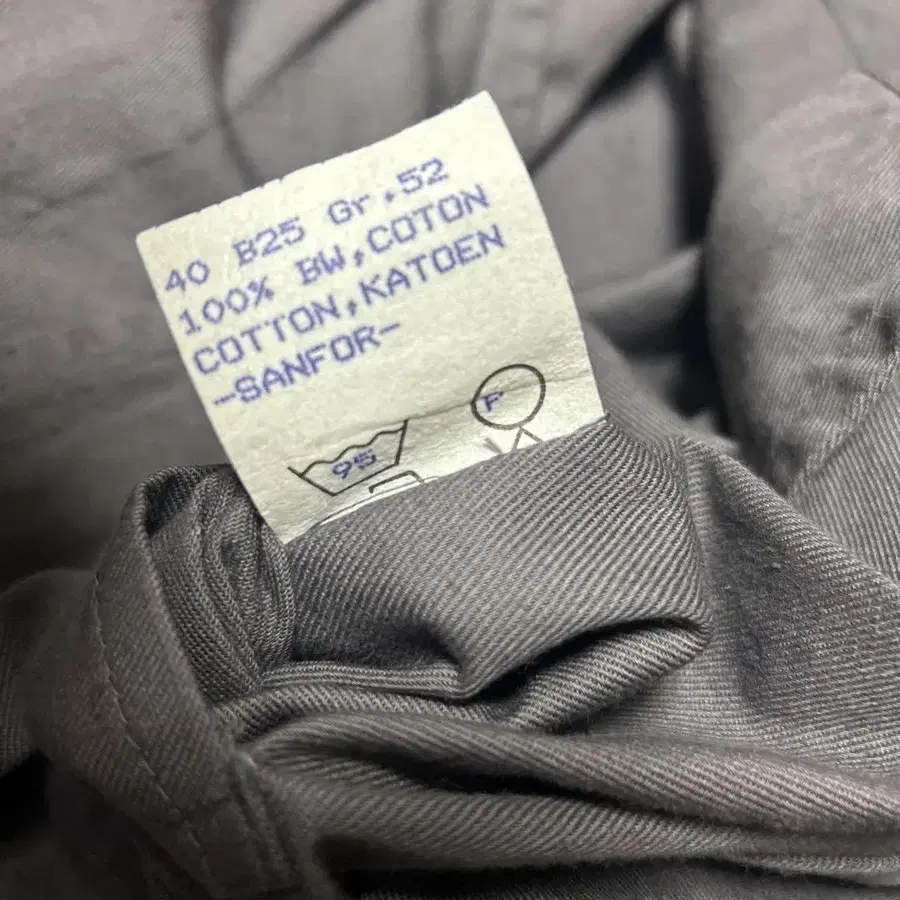 40 B25 Gr.52
100% BW,COTON
COTTON,KATOEN
-SANFOR-
95
F